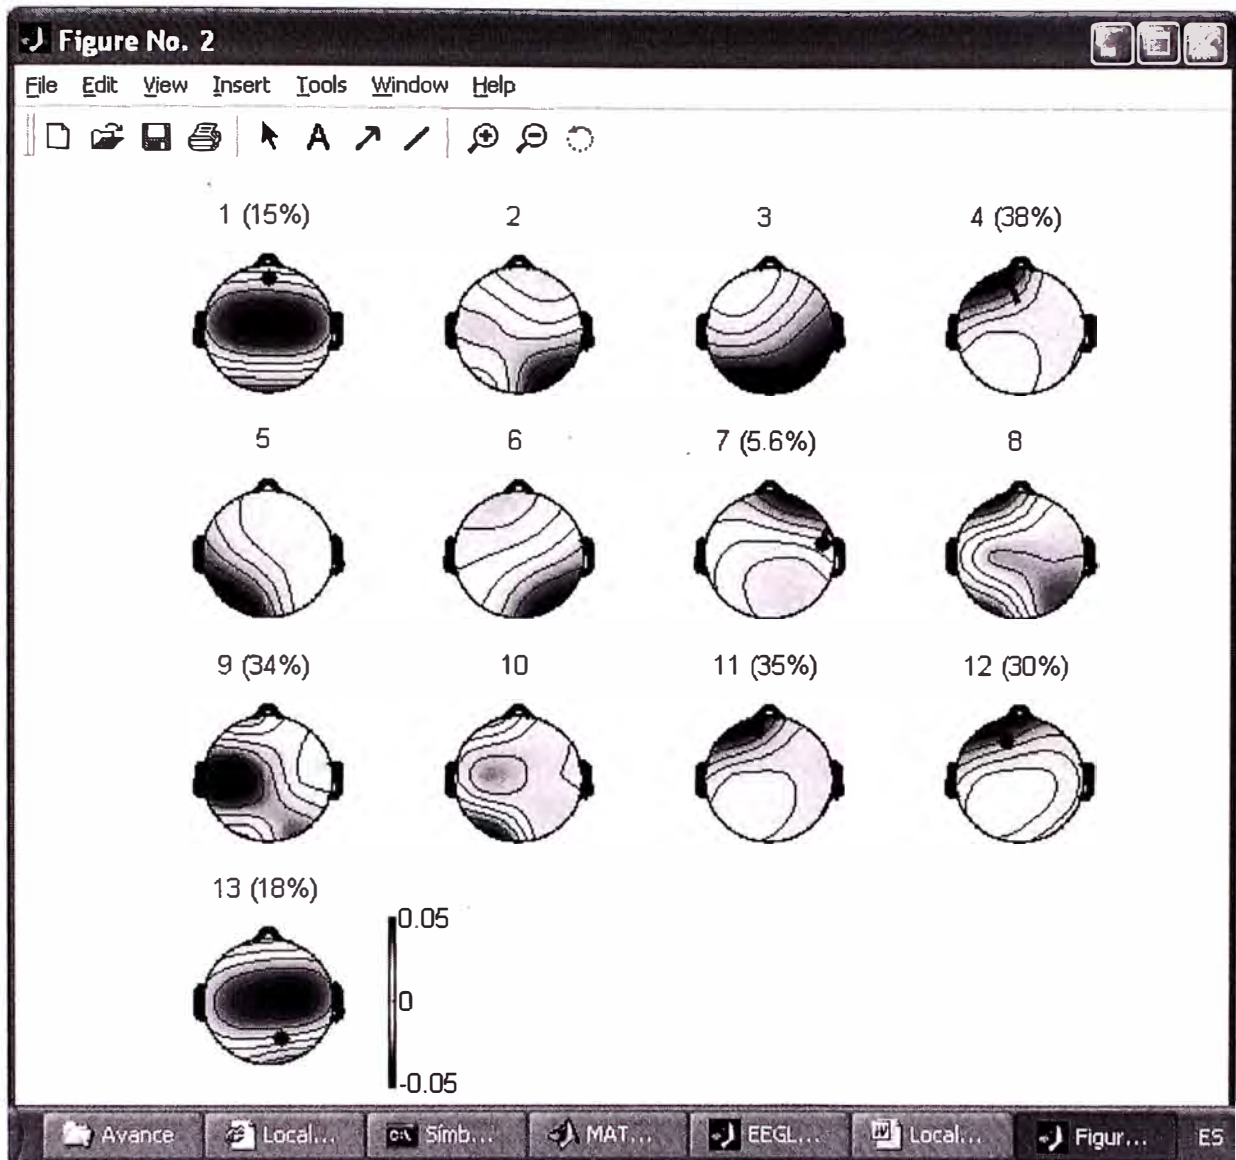 Figure No. 2
File Edit View Insert Tools Window Help
1 (15%) 2 3 4 (38%)
5 6 7 (5.6%) 8
9 (34%) 10 11 (35%) 12 (30%)
13 (18%)
0.05
0
-0.05
Avance Local... Símb... MAT... EEGL... Local... Figur... ES